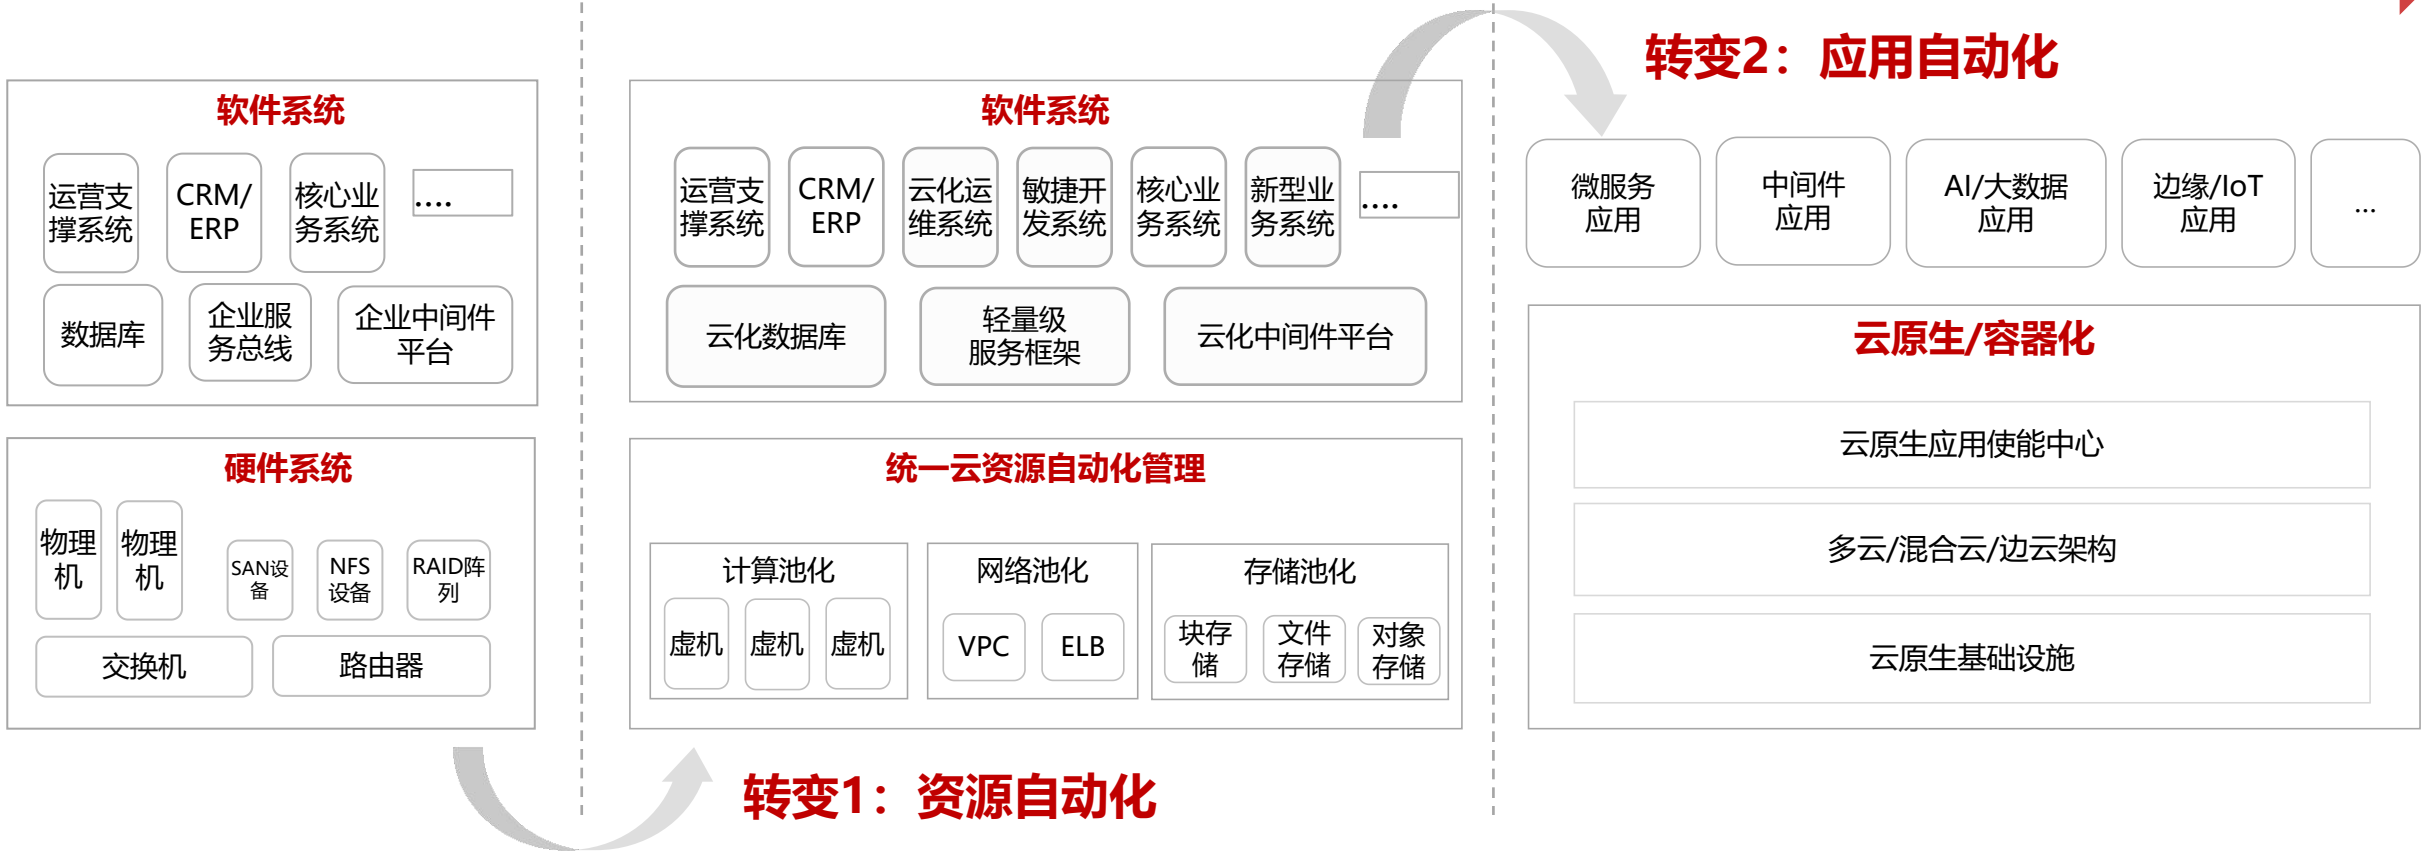 软件系统
运营支
撑系统
CRM/
ERP
核心业
务系统
....
数据库
企业服
务总线
企业中间件
平台
硬件系统
物理
机
物理
机
SAN设
备
NFS
设备
RAID阵
列
交换机
路由器
软件系统
运营支
撑系统
CRM/
ERP
云化运
维系统
敏捷开
发系统
核心业
务系统
新型业
务系统
....
云化数据库
轻量级
服务框架
云化中间件平台
统一云资源自动化管理
计算池化
虚机
虚机
虚机
网络池化
VPC
ELB
存储池化
块存
储
文件
存储
对象
存储
转变1：资源自动化
转变2：应用自动化
微服务
应用
中间件
应用
AI/大数据
应用
边缘/IoT
应用
...
云原生/容器化
云原生应用使能中心
多云/混合云/边云架构
云原生基础设施